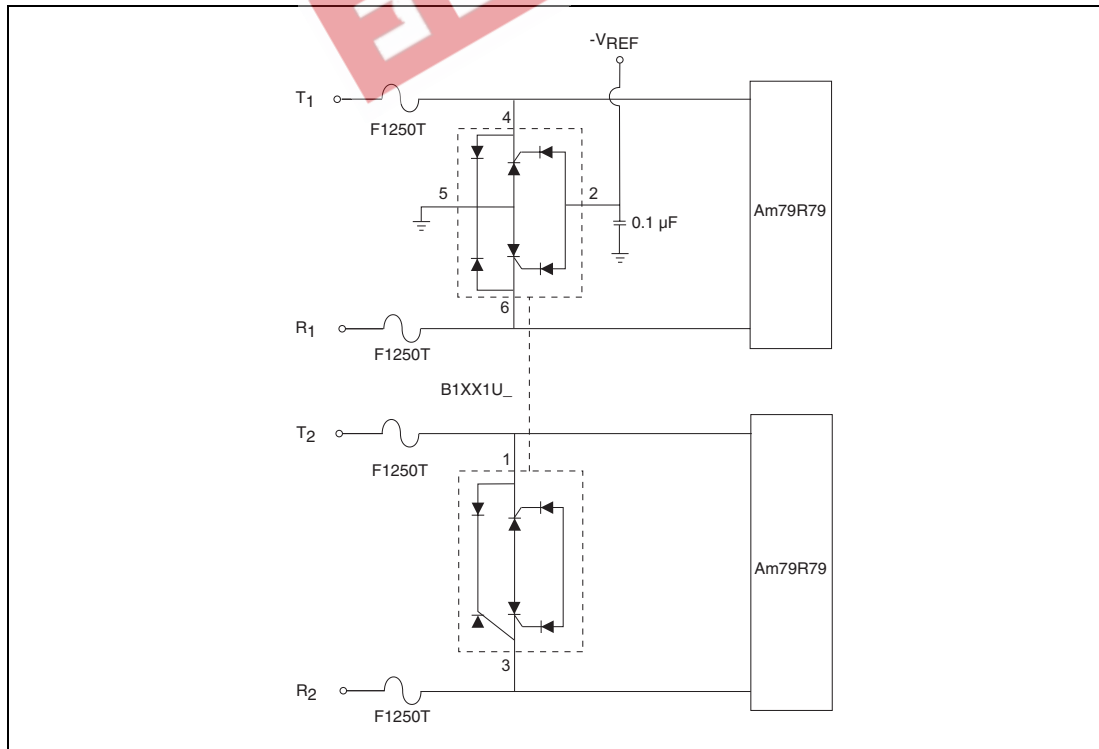 -VREF
T1
F1250T
4
5
2
Am79R79
0.1 µF
6
R1
F1250T
B1XX1U_
T2
F1250T
1
Am79R79
3
R2
F1250T